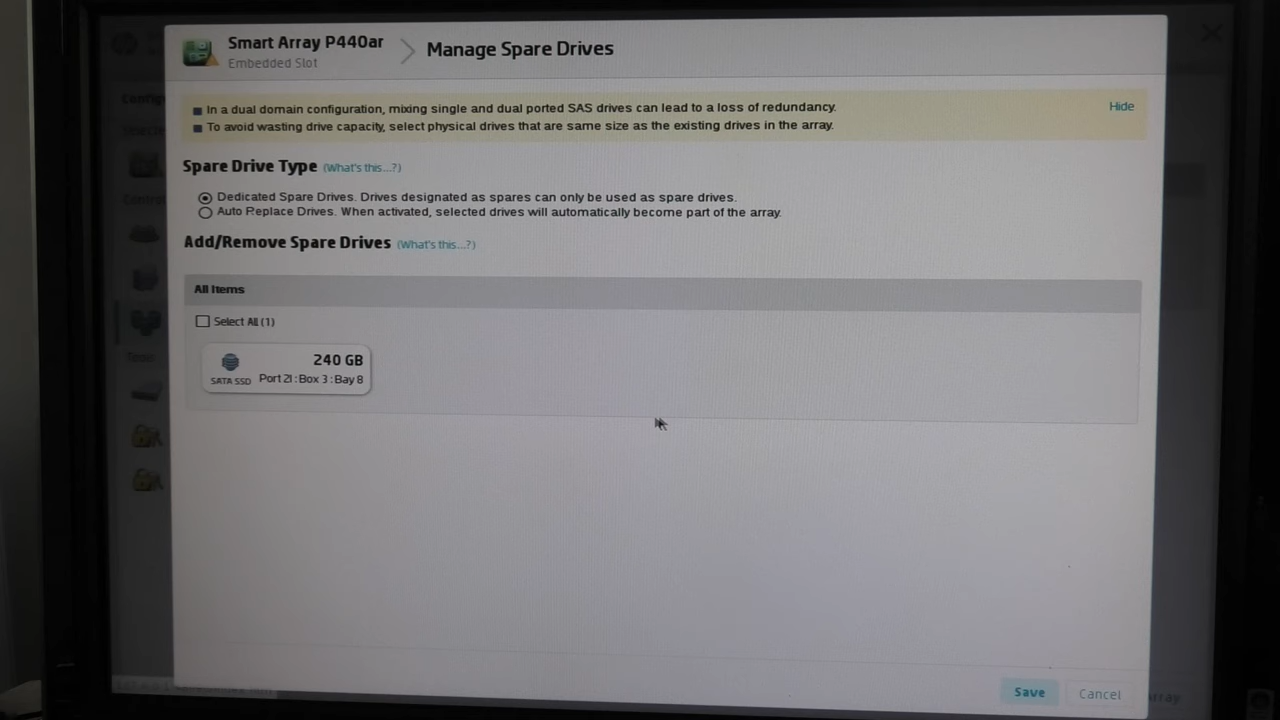 Smart Array P440ar
Embedded Slot
Manage Spare Drives
In a dual domain configuration, mixing single and dual ported SAS drives can lead to a loss of redundancy.
Hide
To avoid wasting drive capacity, select physical drives that are same size as the existing drives in the array.
Spare Drive Type (What's this...?)
Dedicated Spare Drives. Drives designated as spares can only be used as spare drives.
Auto Replace Drives. When activated, selected drives will automatically become part of the array.
Add/Remove Spare Drives (What's this...?)
All Items
Select All (1)
240 GB
SATA SSD Port 2I : Box 3 : Bay 8
Save
Cancel